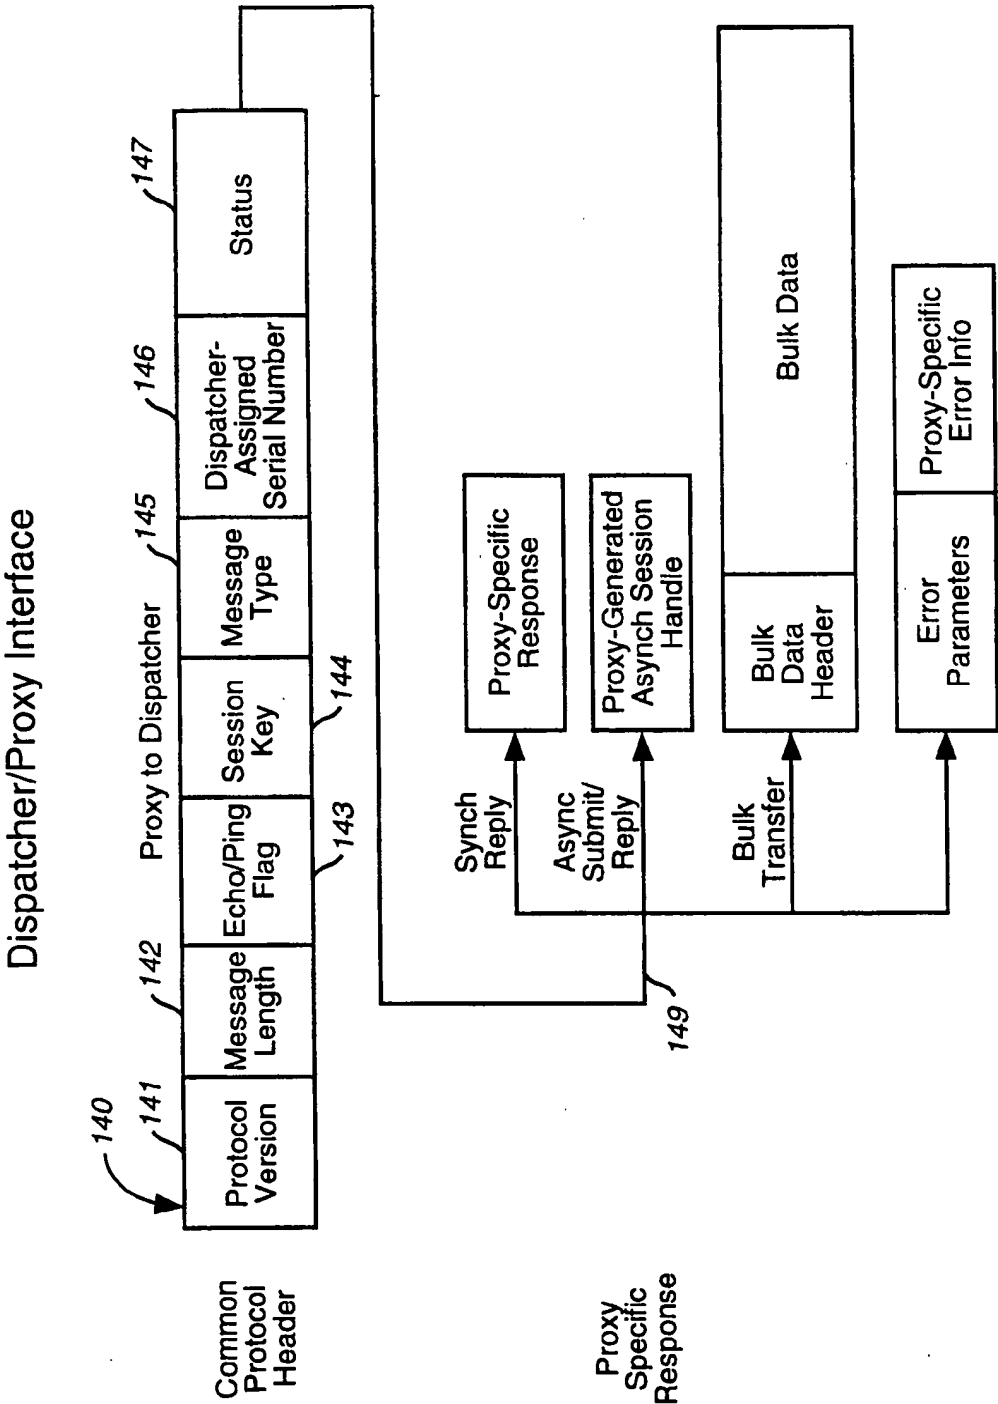 Dispatcher/Proxy Interface
Proxy to Dispatcher
140
141
142
145
146
147
Common
Protocol
Header
Protocol
Version
Message
Length
Echo/Ping
Flag
Session
Key
Message
Type
Dispatcher-
Assigned
Serial Number
Status
143
144
Proxy
Specific
Response
149
Synch
Reply
Proxy-Specific
Response
Async
Submit/
Reply
Proxy-Generated
Asynch Session
Handle
Bulk
Transfer
Bulk
Data
Header
Bulk Data
Error
Parameters
Proxy-Specific
Error Info